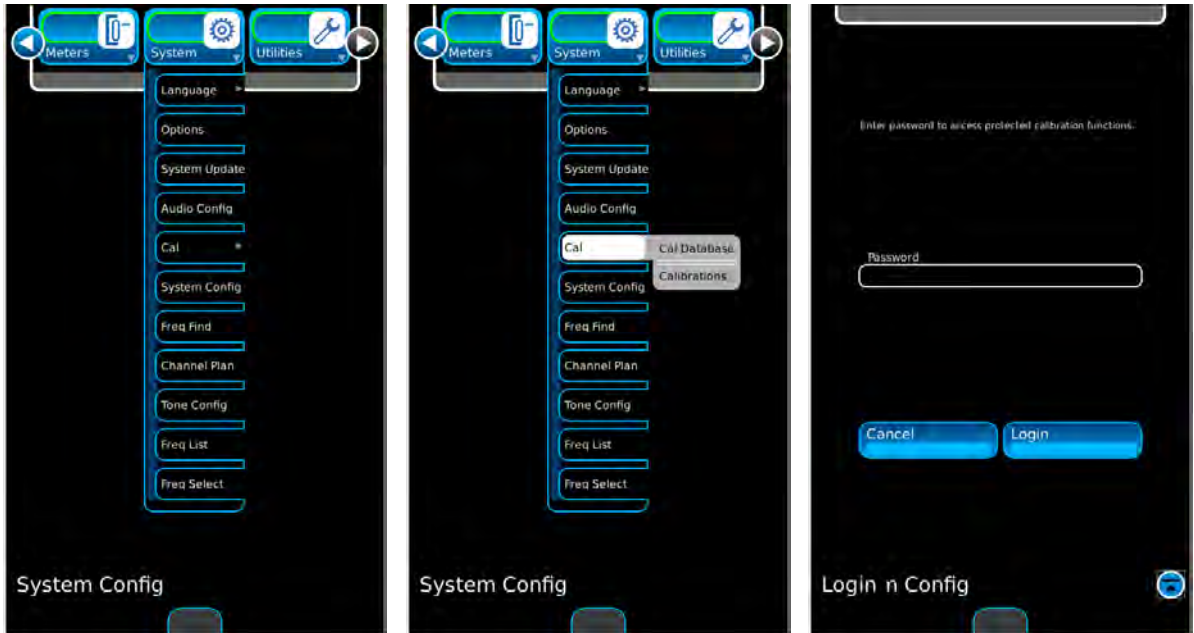 Meters System Utilities
Language
Options
System Update
Audio Config
Cal
System Config
Freq Find
Channel Plan
Tone Config
Freq List
Freq Select
System Config
Meters System Utilities
Language
Options
System Update
Audio Config
Cal Cal Database
Calibrations
System Config
Freq Find
Channel Plan
Tone Config
Freq List
Freq Select
System Config
Enter password to access protected calibration functions.
Password
Cancel Login
Login n Config